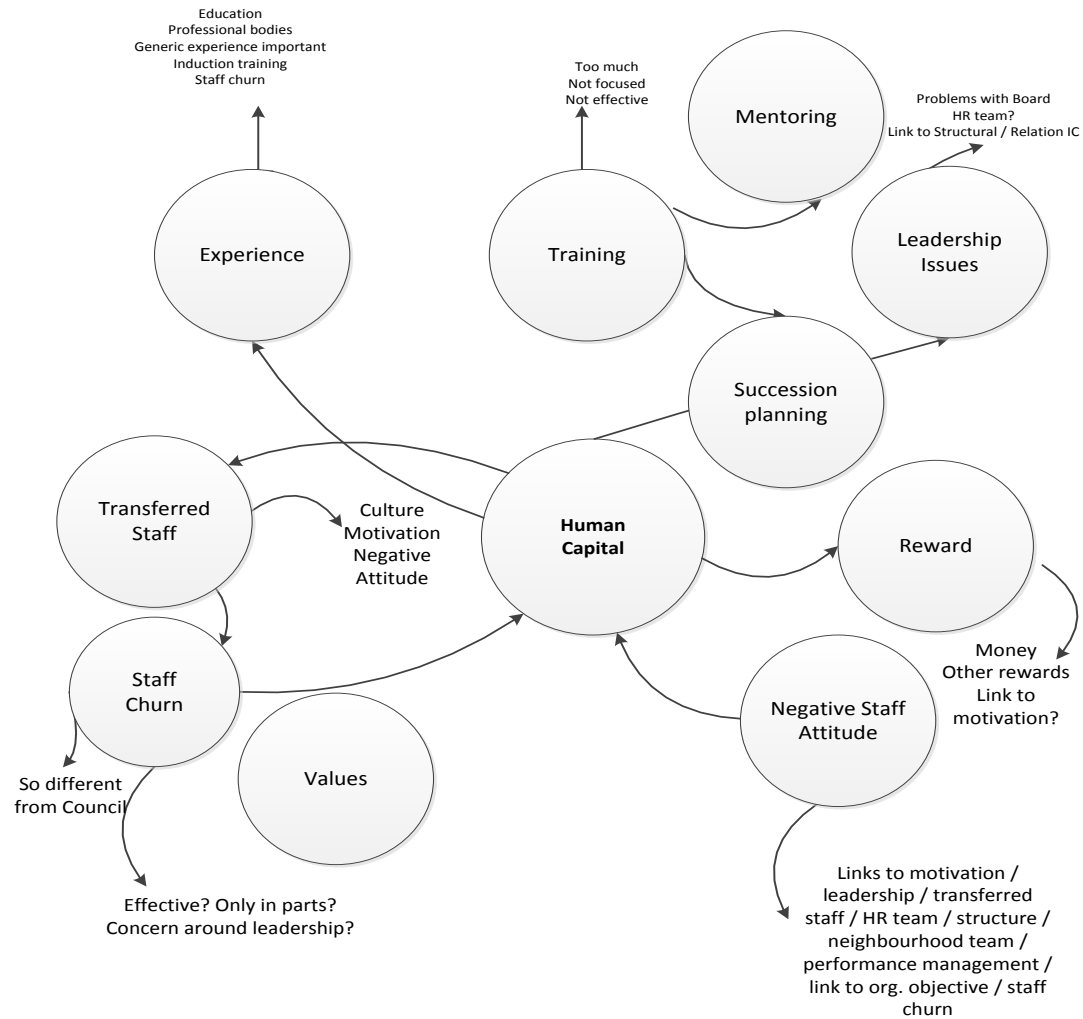 Education
Professional bodies
Generic experience important
Induction training
Staff churn
Too much
Not focused
Not effective
Mentoring
Problems with Board
HR team?
Link to Structural / Relation IC
Experience
Training
Leadership
Issues
Succession
planning
Transferred
Staff
Culture
Motivation
Negative
Attitude
Human
Capital
Reward
Money
Other rewards
Link to
motivation?
Staff
Churn
Negative Staff
Attitude
Values
So different
from Council
Effective? Only in parts?
Concern around leadership?
Links to motivation /
leadership / transferred
staff / HR team / structure /
neighbourhood team /
performance management /
link to org. objective / staff
churn